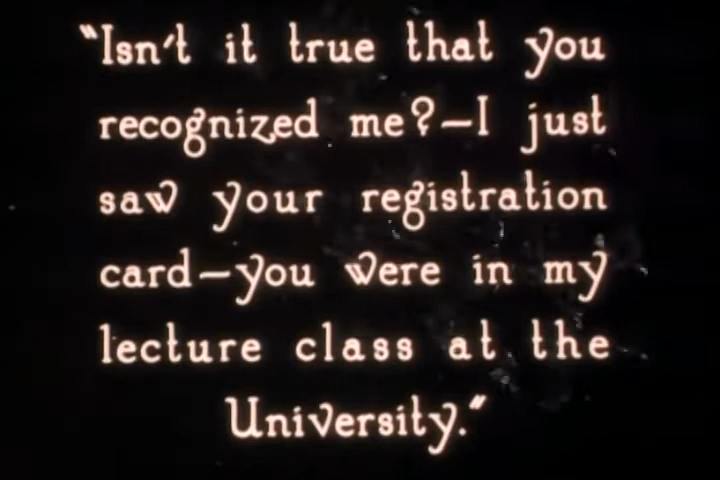 "Isn't it true that you
recognized me?—I just
saw your registration
card—you were in my
lecture class at the
University."